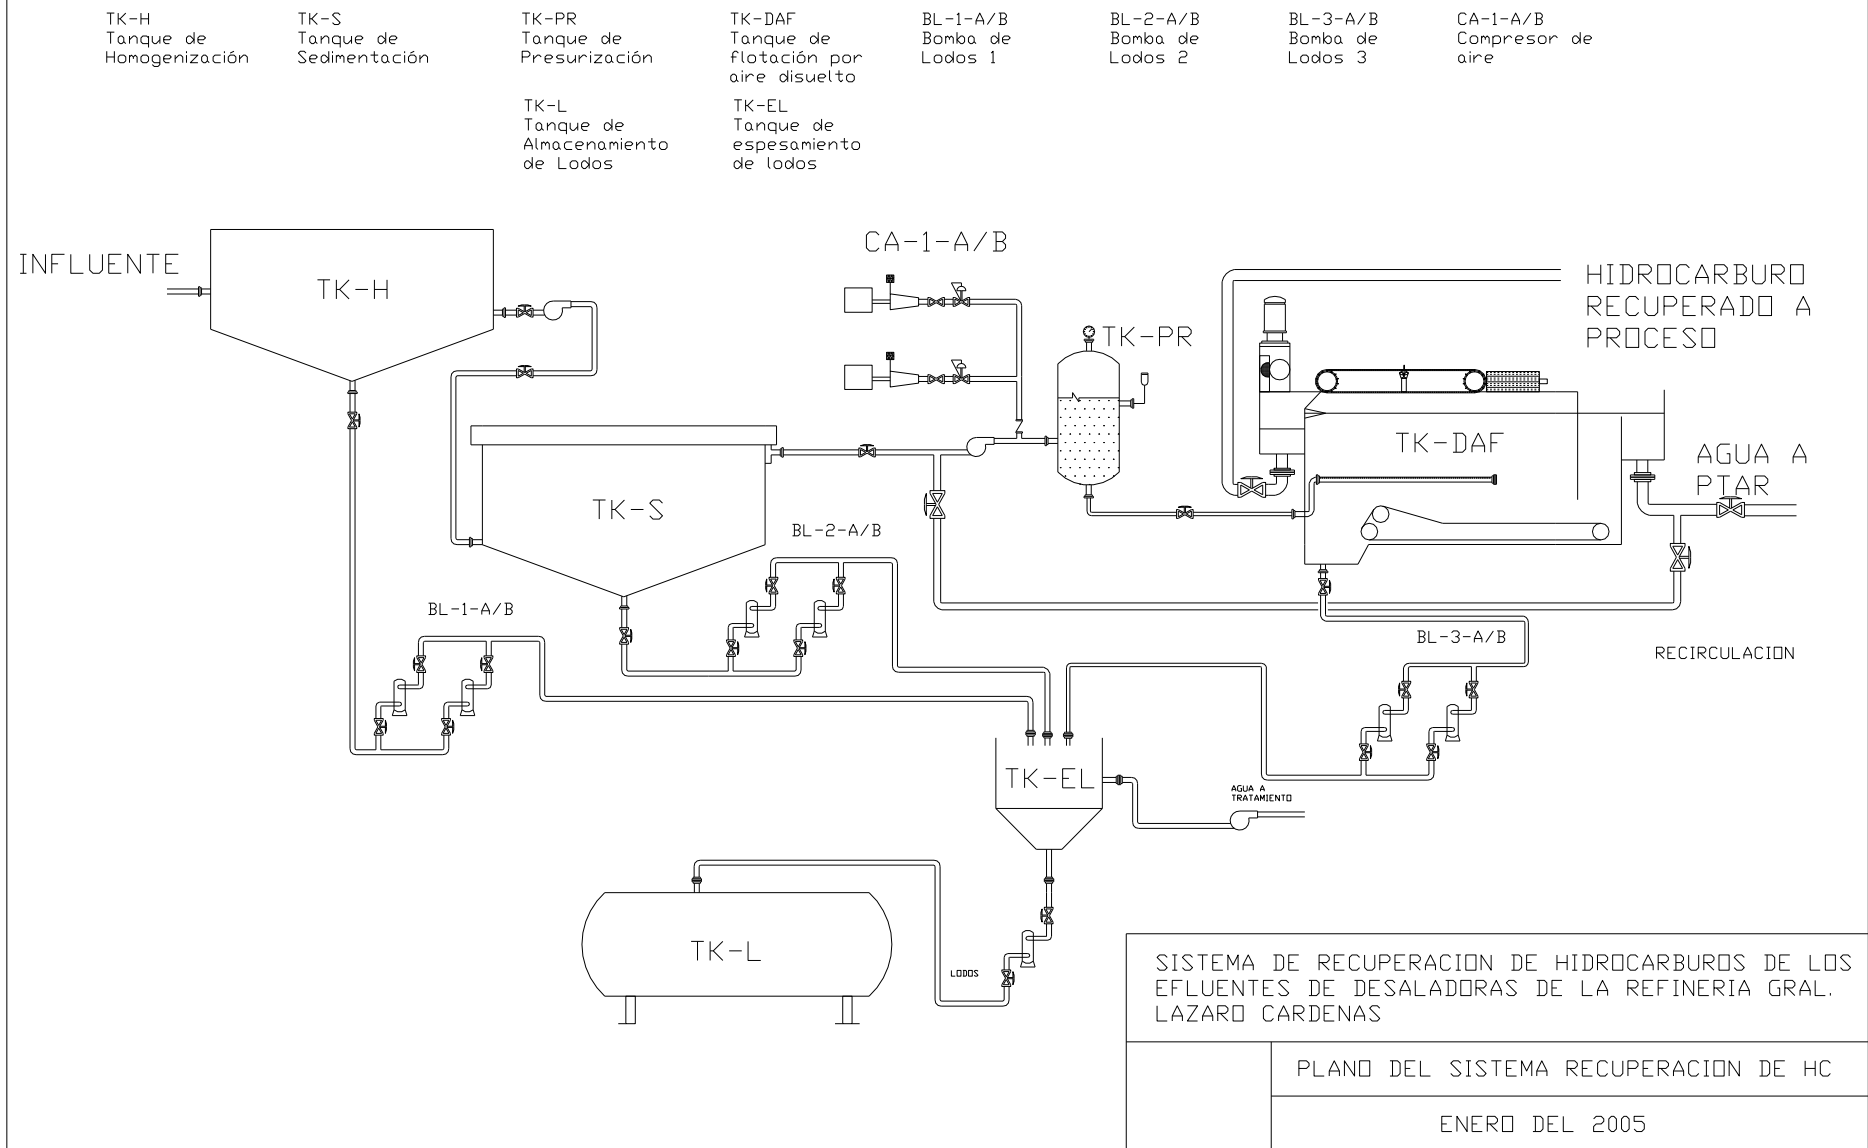 TK-H
Tanque de
Homogenización
TK-S
Tanque de
Sedimentación
TK-PR
Tanque de
Presurización
TK-DAF
Tanque de
flotación por
aire disuelto
BL-1-A/B
Bomba de
Lodos 1
BL-2-A/B
Bomba de
Lodos 2
BL-3-A/B
Bomba de
Lodos 3
CA-1-A/B
Compresor de
aire
TK-L
Tanque de
Almacenamiento
de Lodos
TK-EL
Tanque de
espesamiento
de lodos
INFLUENTE
TK-H
CA-1-A/B
TK-PR
HIDROCARBURO
RECUPERADO A
PROCESO
TK-DAF
AGUA A
PTAR
TK-S
BL-2-A/B
BL-1-A/B
BL-3-A/B
RECIRCULACION
TK-EL
AGUA A
TRATAMIENTO
TK-L
LODOS
SISTEMA DE RECUPERACION DE HIDROCARBUROS DE LOS
EFLUENTES DE DESALADORAS DE LA REFINERIA GRAL.
LAZARO CARDENAS
PLANO DEL SISTEMA RECUPERACION DE HC
ENERO DEL 2005